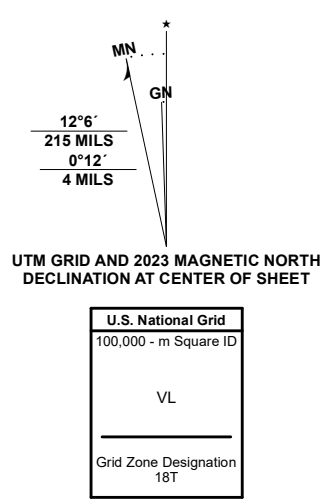 ★
MN
GN
12°6´
215 MILS
0°12´
4 MILS
UTM GRID AND 2023 MAGNETIC NORTH
DECLINATION AT CENTER OF SHEET
U.S. National Grid
100,000 - m Square ID
VL
Grid Zone Designation
18T